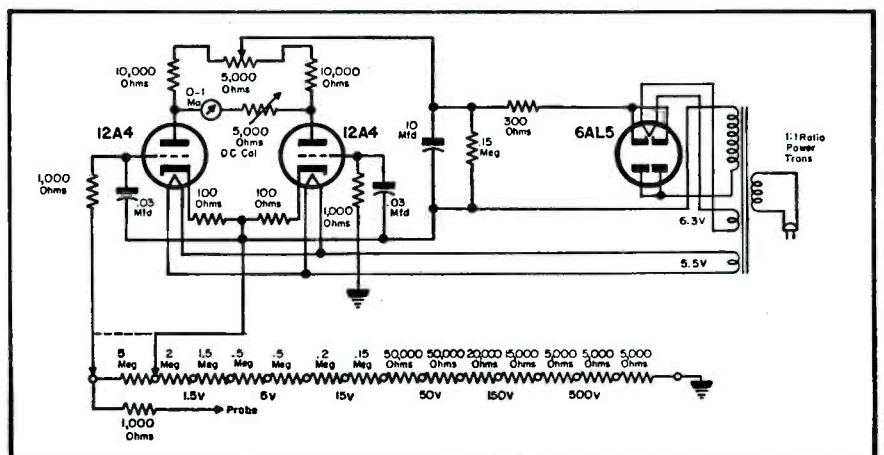 10,000
Ohms
5,000
Ohms
10,000
Ohms
0-1
Ma
5,000
Ohms
DC Cal
12A4
12A4
1,000
Ohms
.03
Mfd
100
Ohms
100
Ohms
1,000
Ohms
.03
Mfd
10
Mfd
.15
Meg
300
Ohms
6AL5
1:1 Ratio
Power
Trans
6.3V
5.5V
5
Meg
2
Meg
1.5
Meg
.5
Meg
.5
Meg
.2
Meg
.15
Meg
50,000
Ohms
50,000
Ohms
20,000
Ohms
15,000
Ohms
5,000
Ohms
5,000
Ohms
5,000
Ohms
1.5V
5V
15V
50V
150V
500V
Probe
1,000
Ohms